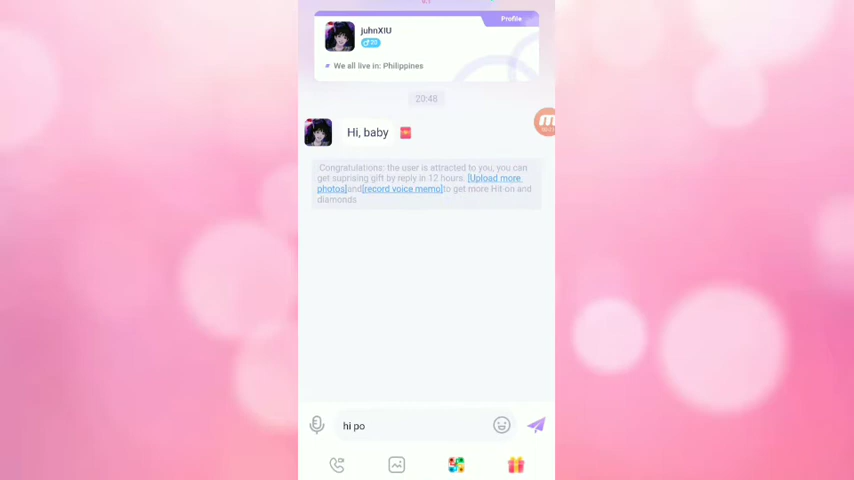 Profile
juhnXIU
We all live in: Philippines
20:48
Hi, baby
Congratulations: the user is attracted to you, you can
get suprising gift by reply in 12 hours. [Upload more
photos]and[record voice memo]to get more Hit on and
diamonds
hi po